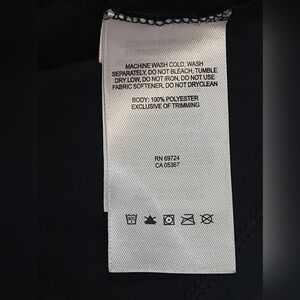 MACHINE WASH COLD, WASH
SEPARATELY, DO NOT BLEACH, TUMBLE
DRY LOW, DO NOT IRON, DO NOT USE
FABRIC SOFTENER, DO NOT DRYCLEAN
BODY: 100% POLYESTER
EXCLUSIVE OF TRIMMING
RN 69724
CA 05367